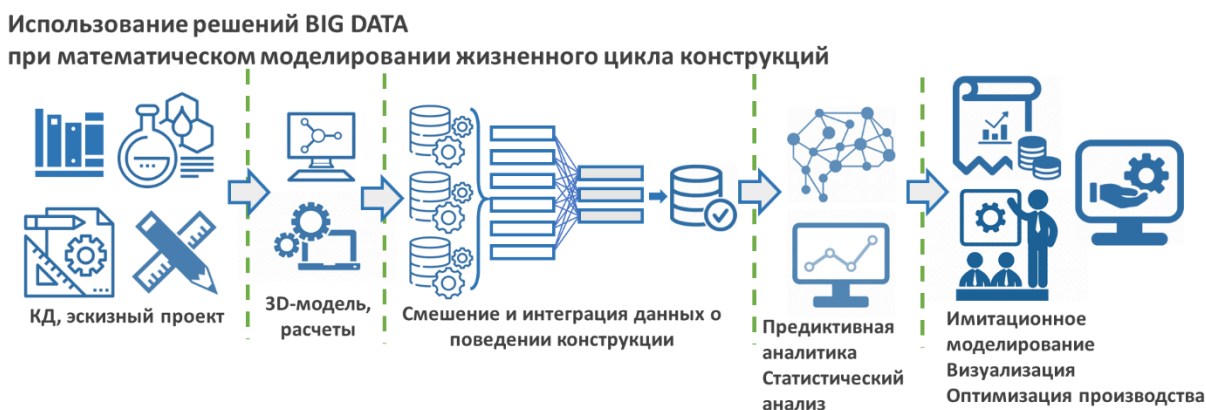 Использование решений BIG DATA
при математическом моделировании жизненного цикла конструкций
КД, эскизный проект
3D-модель,
расчеты
Смешение и интеграция данных о
поведении конструкции
Предиктивная
аналитика
Статистический
анализ
Имитационное
моделирование
Визуализация
Оптимизация производства